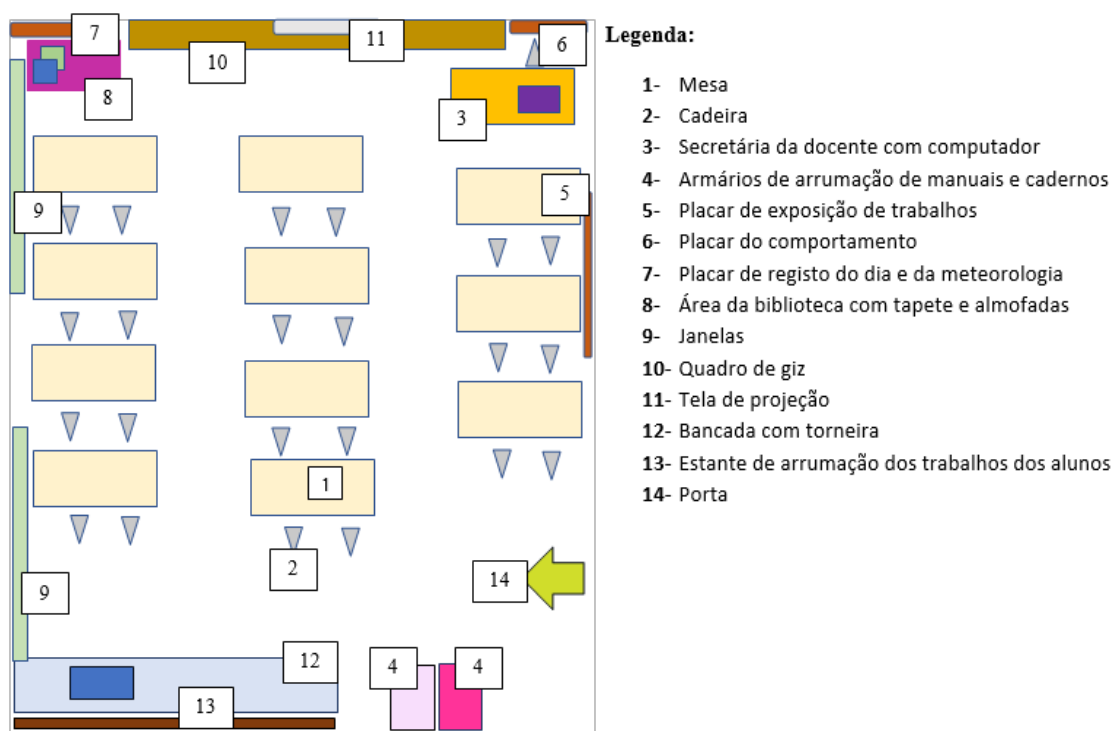 7
11
6
10
8
3
9
5
1
2
14
9
12
4
4
13
Legenda:
1- Mesa
2- Cadeira
3- Secretária da docente com computador
4- Armários de arrumação de manuais e cadernos
5- Placar de exposição de trabalhos
6- Placar do comportamento
7- Placar de registo do dia e da meteorologia
8- Área da biblioteca com tapete e almofadas
9- Janelas
10- Quadro de giz
11- Tela de projeção
12- Bancada com torneira
13- Estante de arrumação dos trabalhos dos alunos
14- Porta